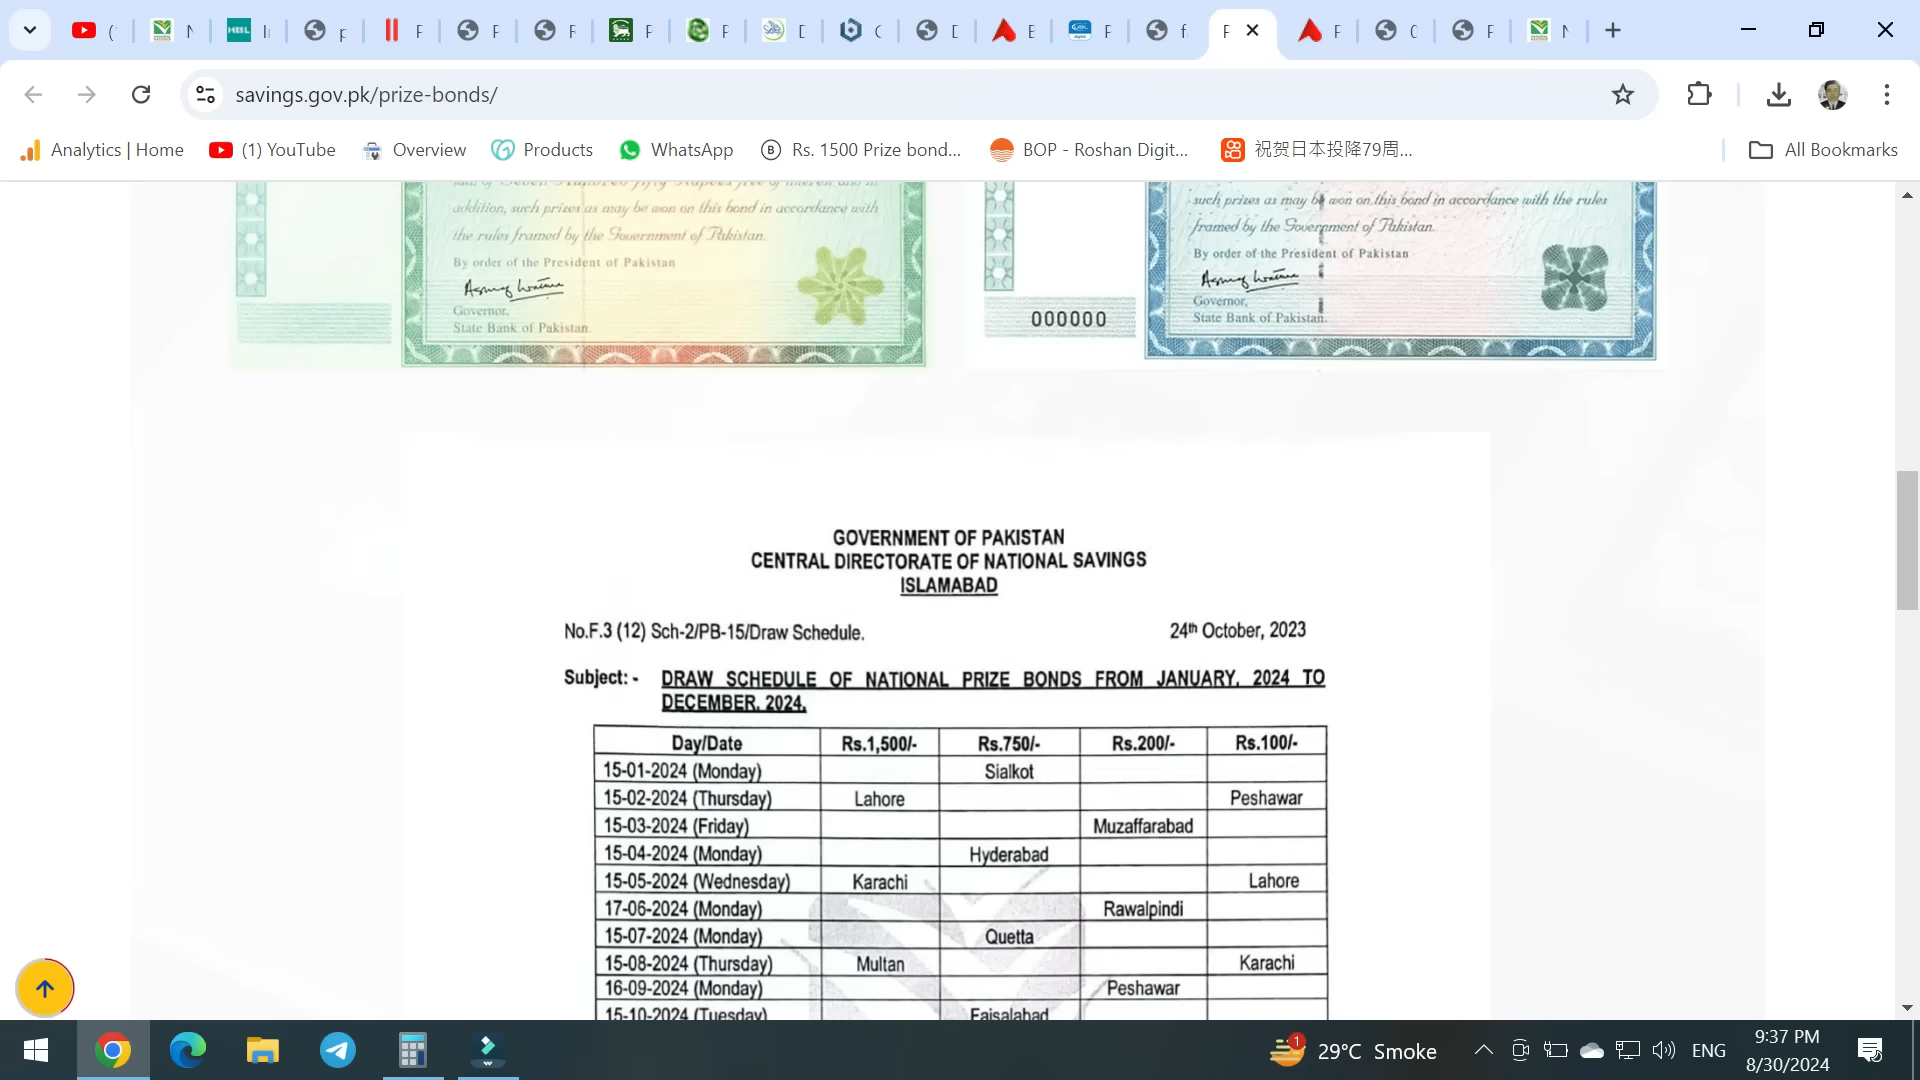 savings.gov.pk/prize-bonds/
Analytics | Home
(1) YouTube
Overview
Products
WhatsApp
Rs. 1500 Prize bond...
BOP - Roshan Digit...
祝贺日本投降79周...
All Bookmarks
addition, such prizes as may be won on this bond in accordance with
the rules framed by the Government of Pakistan.
By order of the President of Pakistan
Governor,
State Bank of Pakistan.
such prizes as may be won on this bond in accordance with the rules
framed by the Government of Pakistan.
By order of the President of Pakistan
Governor,
State Bank of Pakistan.
000000
GOVERNMENT OF PAKISTAN
CENTRAL DIRECTORATE OF NATIONAL SAVINGS
ISLAMABAD
No.F.3 (12) Sch-2/PB-15/Draw Schedule. 24th October, 2023
Subject: - DRAW SCHEDULE OF NATIONAL PRIZE BONDS FROM JANUARY, 2024 TO
DECEMBER, 2024.
Day/Date Rs.1,500/- Rs.750/- Rs.200/- Rs.100/-
15-01-2024 (Monday) Sialkot
15-02-2024 (Thursday) Lahore Peshawar
15-03-2024 (Friday) Muzaffarabad
15-04-2024 (Monday) Hyderabad
15-05-2024 (Wednesday) Karachi Lahore
17-06-2024 (Monday) Rawalpindi
15-07-2024 (Monday) Quetta
15-08-2024 (Thursday) Multan Karachi
16-09-2024 (Monday) Peshawar
15-10-2024 (Tuesday) Faisalabad
1
29°C Smoke
ENG
9:37 PM
8/30/2024